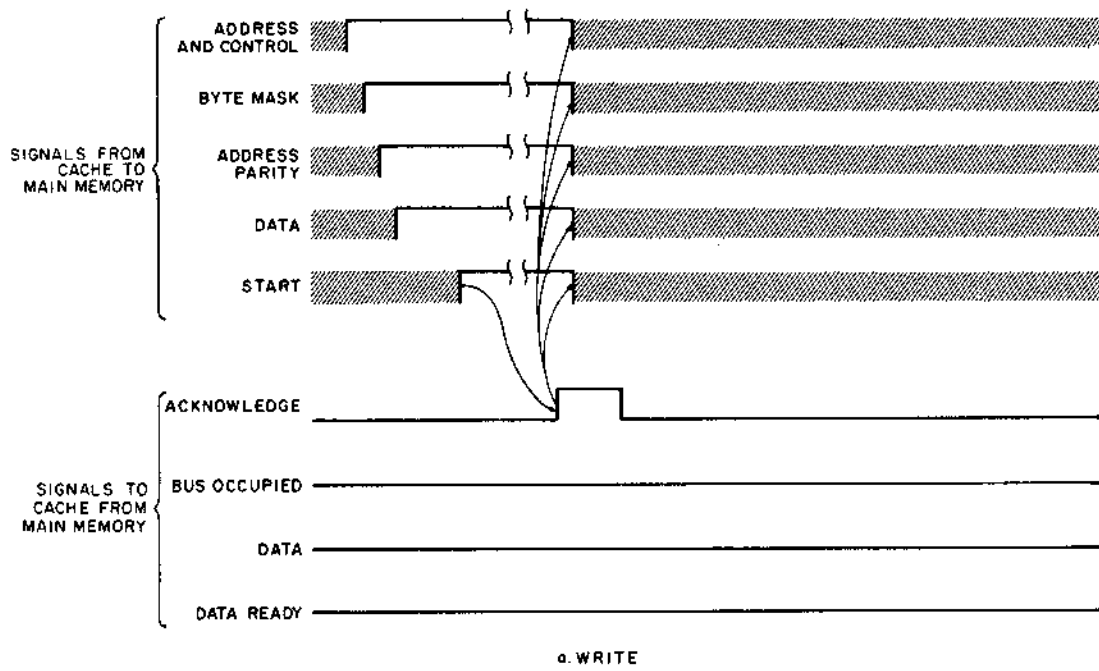 ADDRESS
AND CONTROL
BYTE MASK
SIGNALS FROM
CACHE TO
MAIN MEMORY
ADDRESS
PARITY
DATA
START
ACKNOWLEDGE
BUS OCCUPIED
SIGNALS TO
CACHE FROM
MAIN MEMORY
DATA
DATA READY
a. WRITE